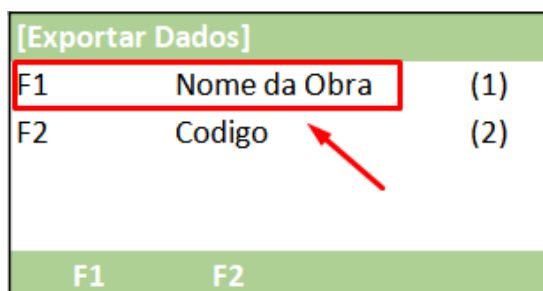 [Exportar Dados]
F1 Nome da Obra (1)
F2 Codigo (2)
F1 F2